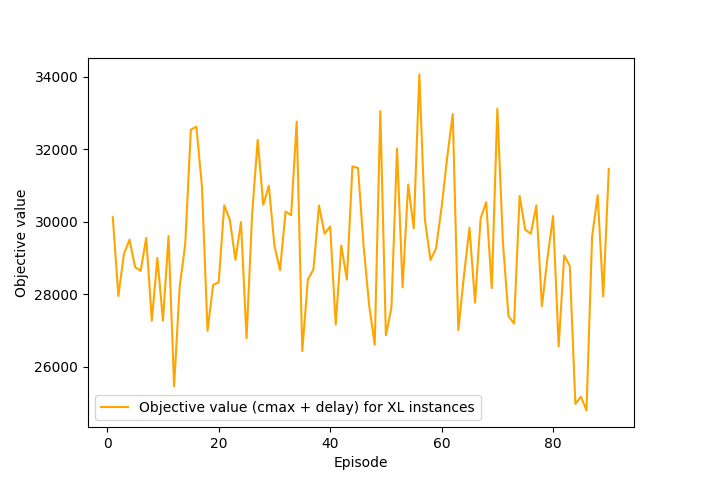 34000
32000
30000
28000
26000
Objective value
Objective value (cmax + delay) for XL instances
0 20 40 60 80
Episode